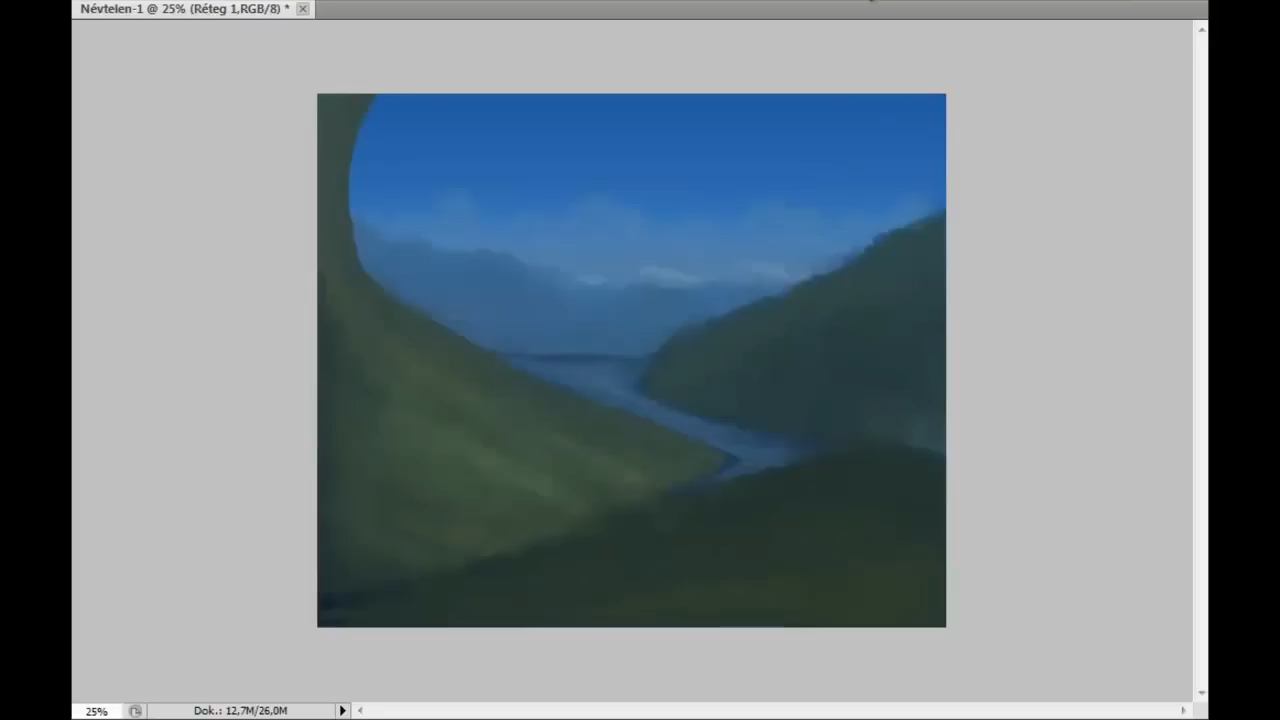 Névtelen-1 @ 25% (Réteg 1,RGB/8) *
25%
Dok.: 12,7M/26,0M